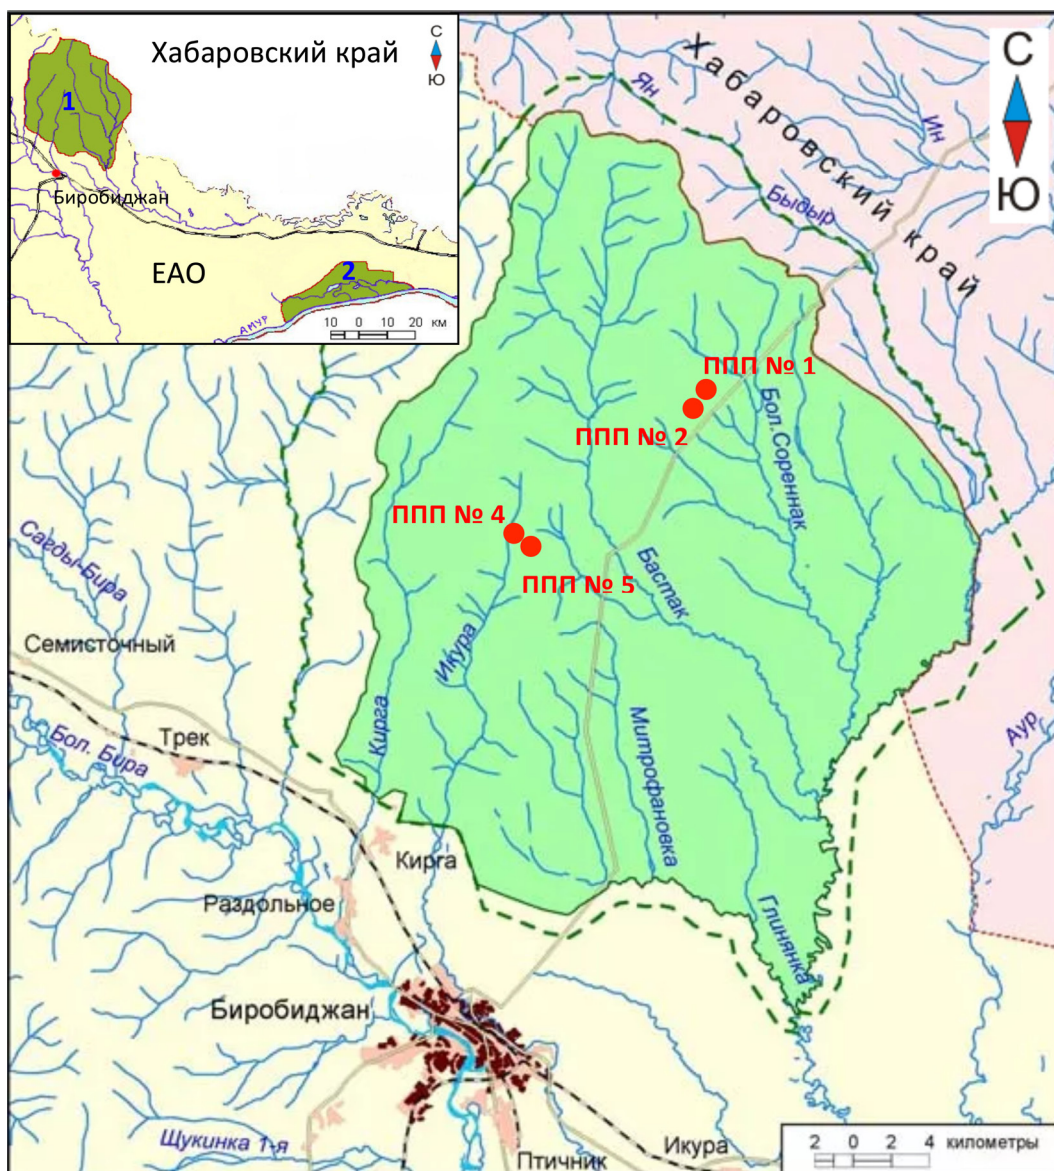 Хабаровский край
С
Ю
1
Биробиджан
ЕАО
2
АМУР
10 0 10 20 км
С
Ю
Хабаровский край
Ян
Ин
Быдыр
ППП № 1
ППП № 2
Бол.Сореннак
ППП № 4
ППП № 5
Бастак
Сагды-Бира
Семисточный
Икура
Кирга
Трек
Бол. Бира
Митрофановка
Аур
Кирга
Раздольное
Глинянка
Биробиджан
Щукинка 1-я
Птичник
Икура
2 0 2 4 километры